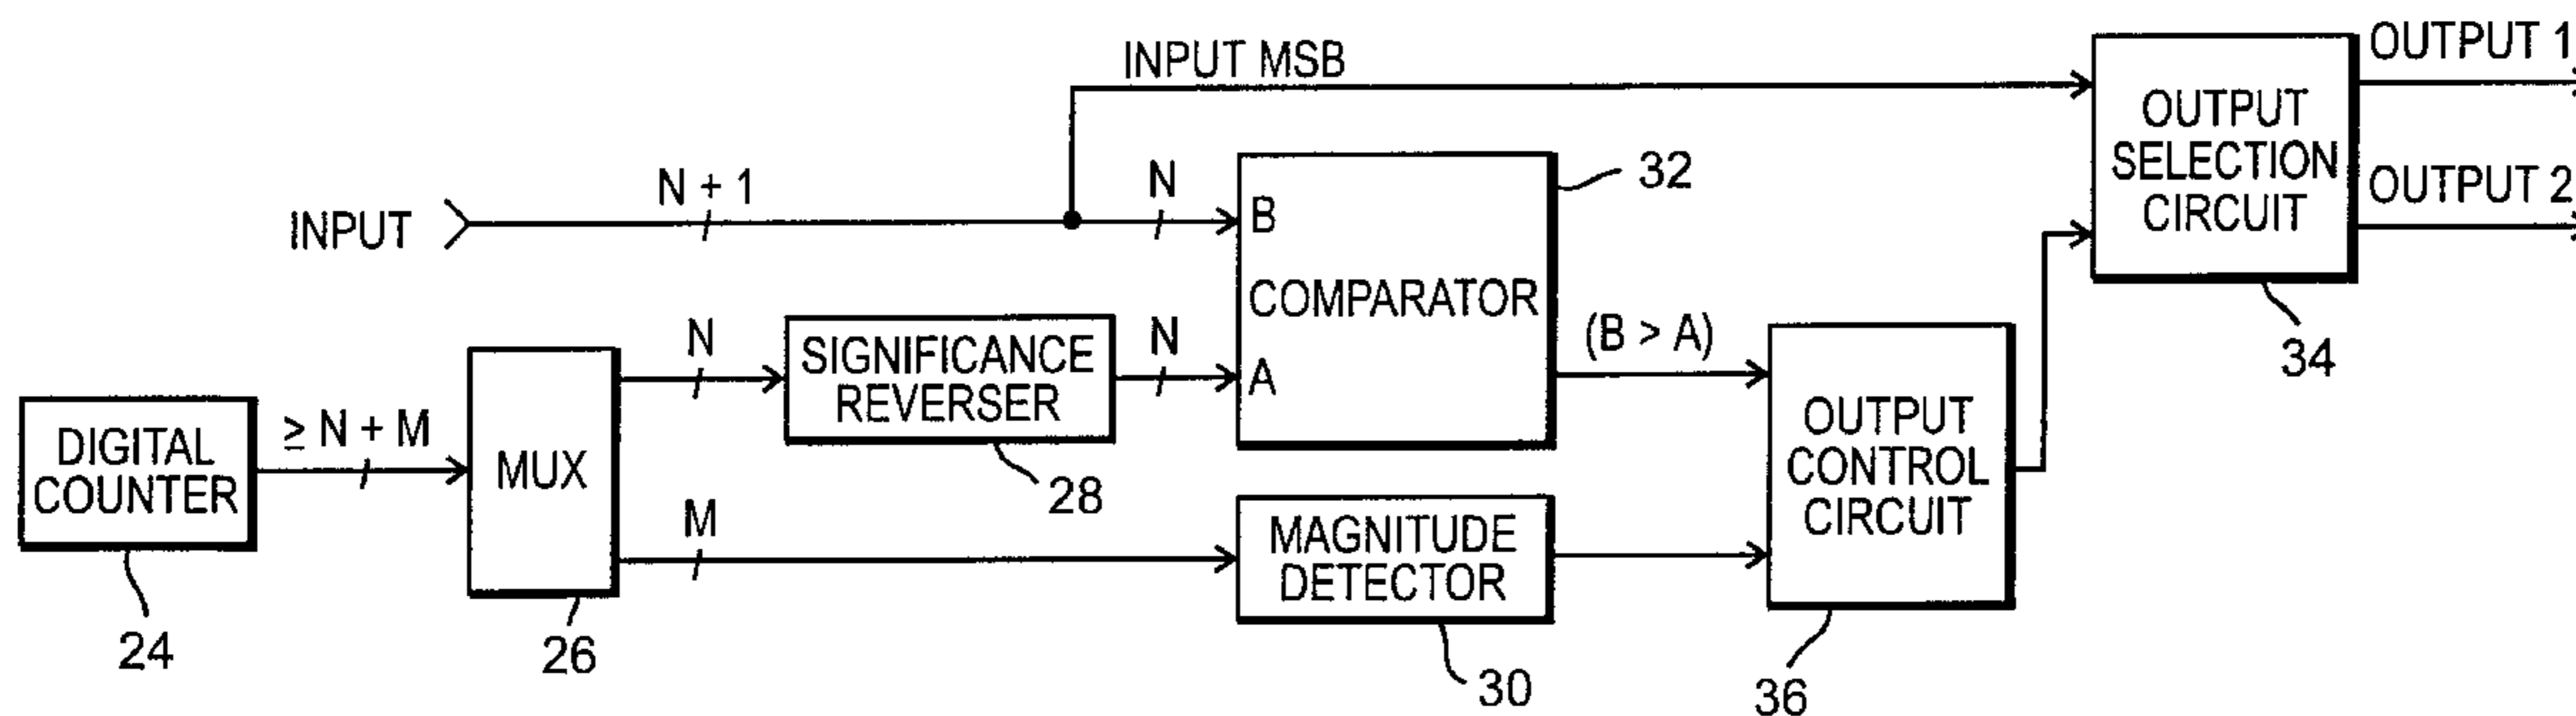 OUTPUT 1
INPUT MSB
OUTPUT
SELECTION
CIRCUIT
OUTPUT 2
34
INPUT
N + 1
N
B
COMPARATOR
A
32
N
SIGNIFICANCE
REVERSER
28
N
(B > A)
DIGITAL
COUNTER
24
≥ N + M
MUX
26
M
MAGNITUDE
DETECTOR
30
OUTPUT
CONTROL
CIRCUIT
36